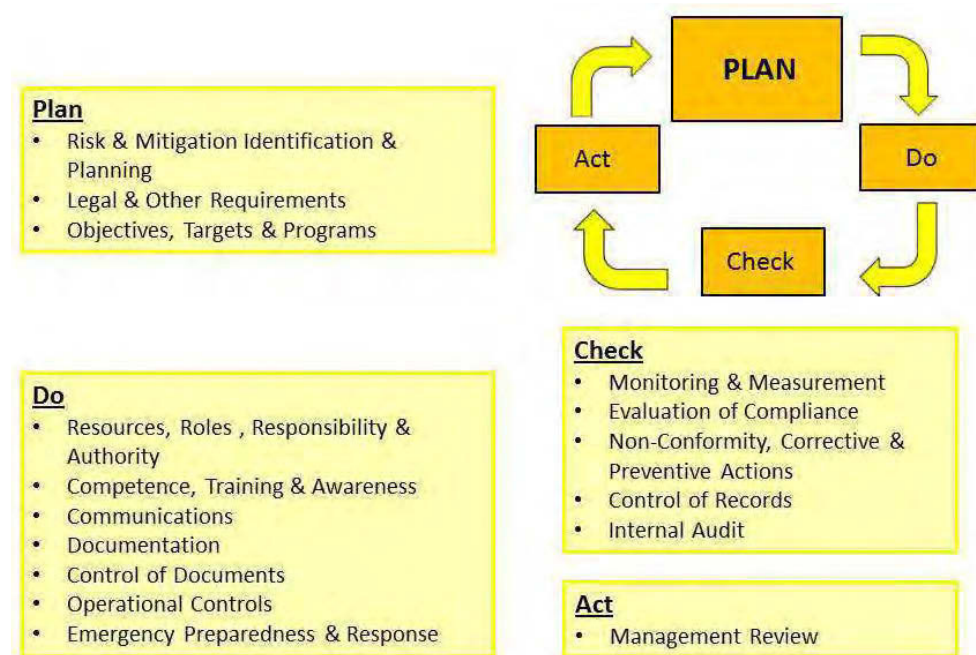 PLAN
Act
Do
Check
Plan
• Risk & Mitigation Identification &
Planning
• Legal & Other Requirements
• Objectives, Targets & Programs
Do
• Resources, Roles , Responsibility &
Authority
• Competence, Training & Awareness
• Communications
• Documentation
• Control of Documents
• Operational Controls
• Emergency Preparedness & Response
Check
• Monitoring & Measurement
• Evaluation of Compliance
• Non-Conformity, Corrective &
Preventive Actions
• Control of Records
• Internal Audit
Act
• Management Review